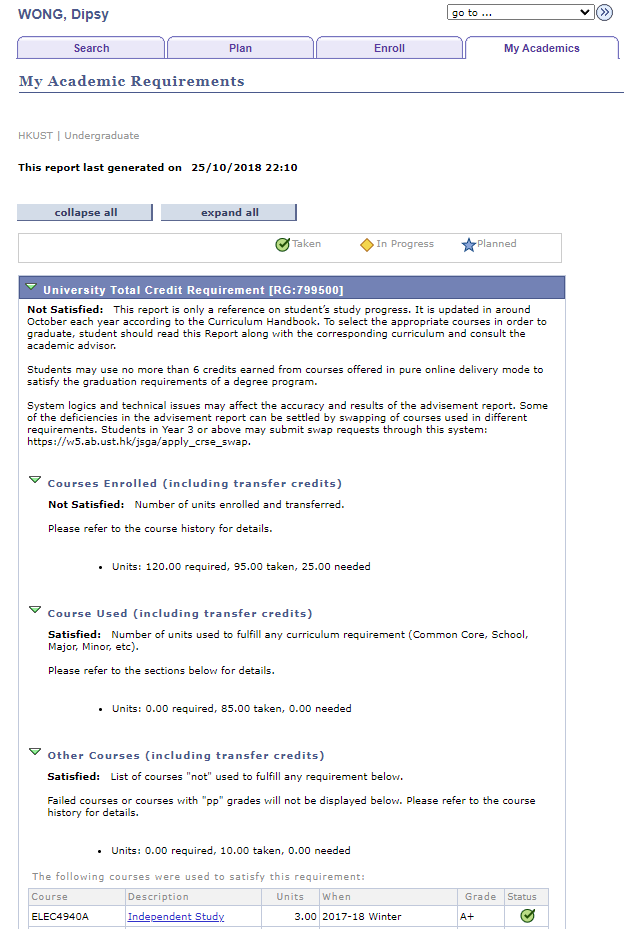 WONG, Dipsy
go to ...
Search
Plan
Enroll
My Academics
My Academic Requirements
HKUST | Undergraduate
This report last generated on 25/10/2018 22:10
collapse all
expand all
Taken
In Progress
Planned
University Total Credit Requirement [RG:799500]
Not Satisfied: This report is only a reference on student's study progress. It is updated in around
October each year according to the Curriculum Handbook. To select the appropriate courses in order to
graduate, student should read this Report along with the corresponding curriculum and consult the
academic advisor.
Students may use no more than 6 credits earned from courses offered in pure online delivery mode to
satisfy the graduation requirements of a degree program.
System logics and technical issues may affect the accuracy and results of the advisement report. Some
of the deficiencies in the advisement report can be settled by swapping of courses used in different
requirements. Students in Year 3 or above may submit swap requests through this system:
https://w5.ab.ust.hk/jsga/apply_crse_swap.
Courses Enrolled (including transfer credits)
Not Satisfied: Number of units enrolled and transferred.
Please refer to the course history for details.
• Units: 120.00 required, 95.00 taken, 25.00 needed
Course Used (including transfer credits)
Satisfied: Number of units used to fulfill any curriculum requirement (Common Core, School,
Major, Minor, etc).
Please refer to the sections below for details.
• Units: 0.00 required, 85.00 taken, 0.00 needed
Other Courses (including transfer credits)
Satisfied: List of courses "not" used to fulfill any requirement below.
Failed courses or courses with "pp" grades will not be displayed below. Please refer to the course
history for details.
• Units: 0.00 required, 10.00 taken, 0.00 needed
The following courses were used to satisfy this requirement:
Course Description Units When Grade Status
ELEC4940A Independent Study 3.00 2017-18 Winter A+